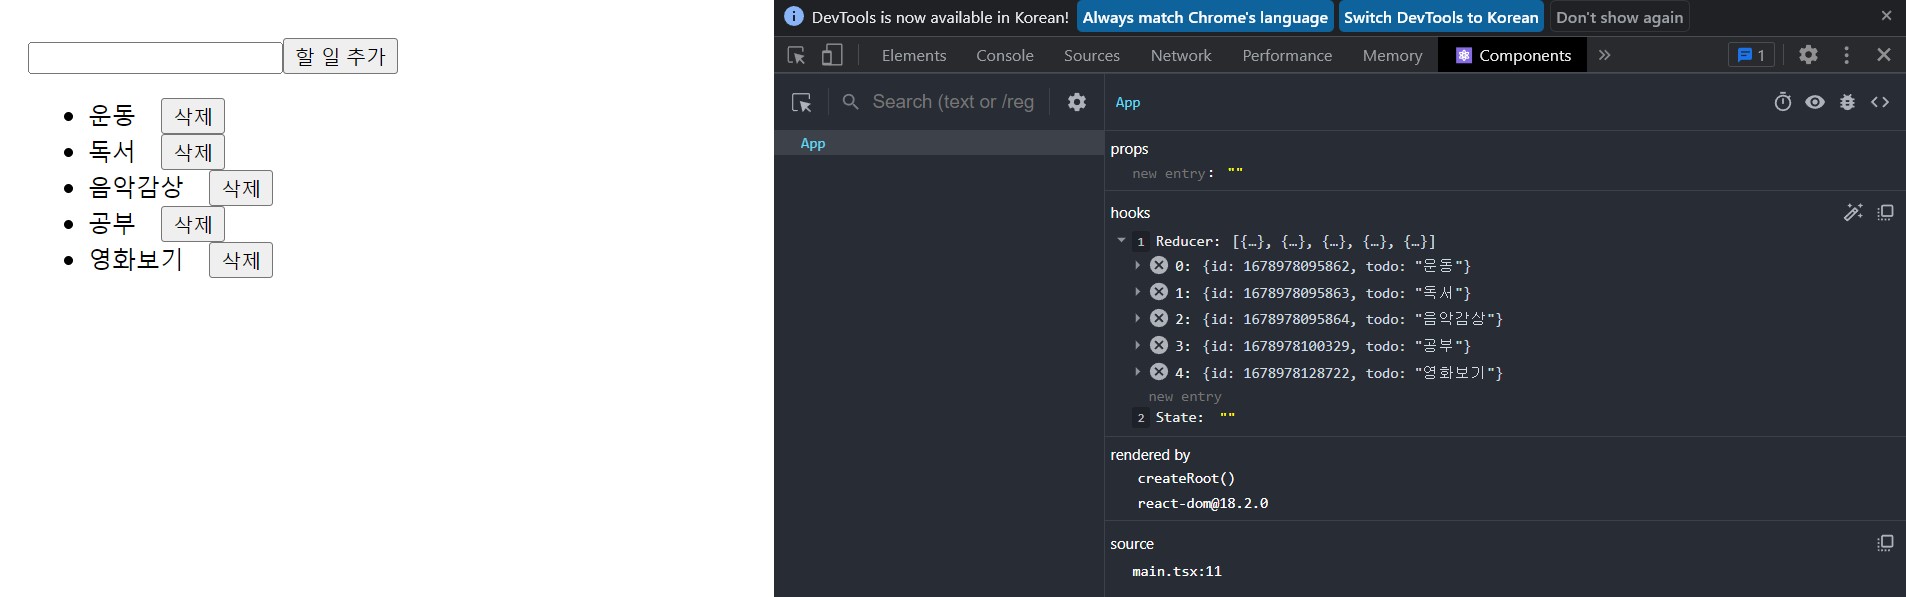 할 일 추가
운동 삭제
독서 삭제
음악감상 삭제
공부 삭제
영화보기 삭제
DevTools is now available in Korean! Always match Chrome's language Switch DevTools to Korean Don't show again
Elements Console Sources Network Performance Memory Components 1
Search (text or /reg
App
App
props
new entry: ""
hooks
1 Reducer: [{…}, {…}, {…}, {…}, {…}]
0: {id: 1678978095862, todo: "운동"}
1: {id: 1678978095863, todo: "독서"}
2: {id: 1678978095864, todo: "음악감상"}
3: {id: 1678978100329, todo: "공부"}
4: {id: 1678978128722, todo: "영화보기"}
new entry
2 State: ""
rendered by
createRoot()
react-dom@18.2.0
source
main.tsx:11